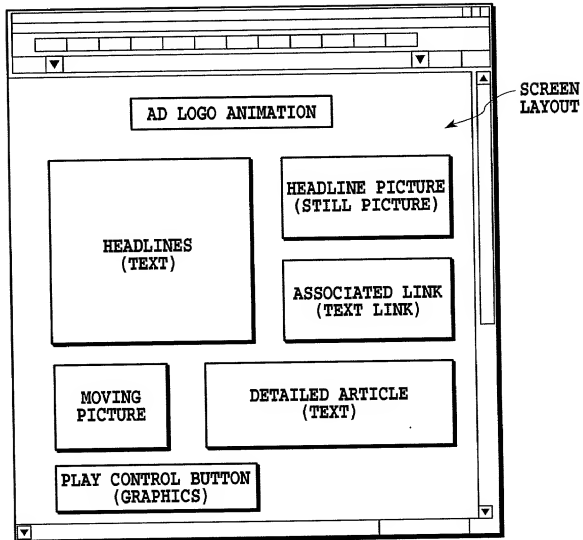 SCREEN
LAYOUT
AD LOGO ANIMATION
HEADLINES
(TEXT)
HEADLINE PICTURE
(STILL PICTURE)
ASSOCIATED LINK
(TEXT LINK)
MOVING
PICTURE
DETAILED ARTICLE
(TEXT)
PLAY CONTROL BUTTON
(GRAPHICS)